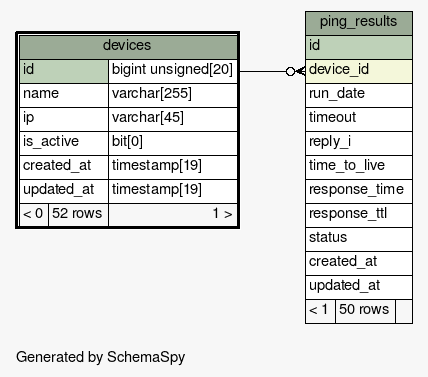 devices
id bigint unsigned[20]
name varchar[255]
ip varchar[45]
is_active bit[0]
created_at timestamp[19]
updated_at timestamp[19]
< 0 52 rows 1 >
ping_results
id
device_id
run_date
timeout
reply_i
time_to_live
response_time
response_ttl
status
created_at
updated_at
< 1 50 rows
Generated by SchemaSpy